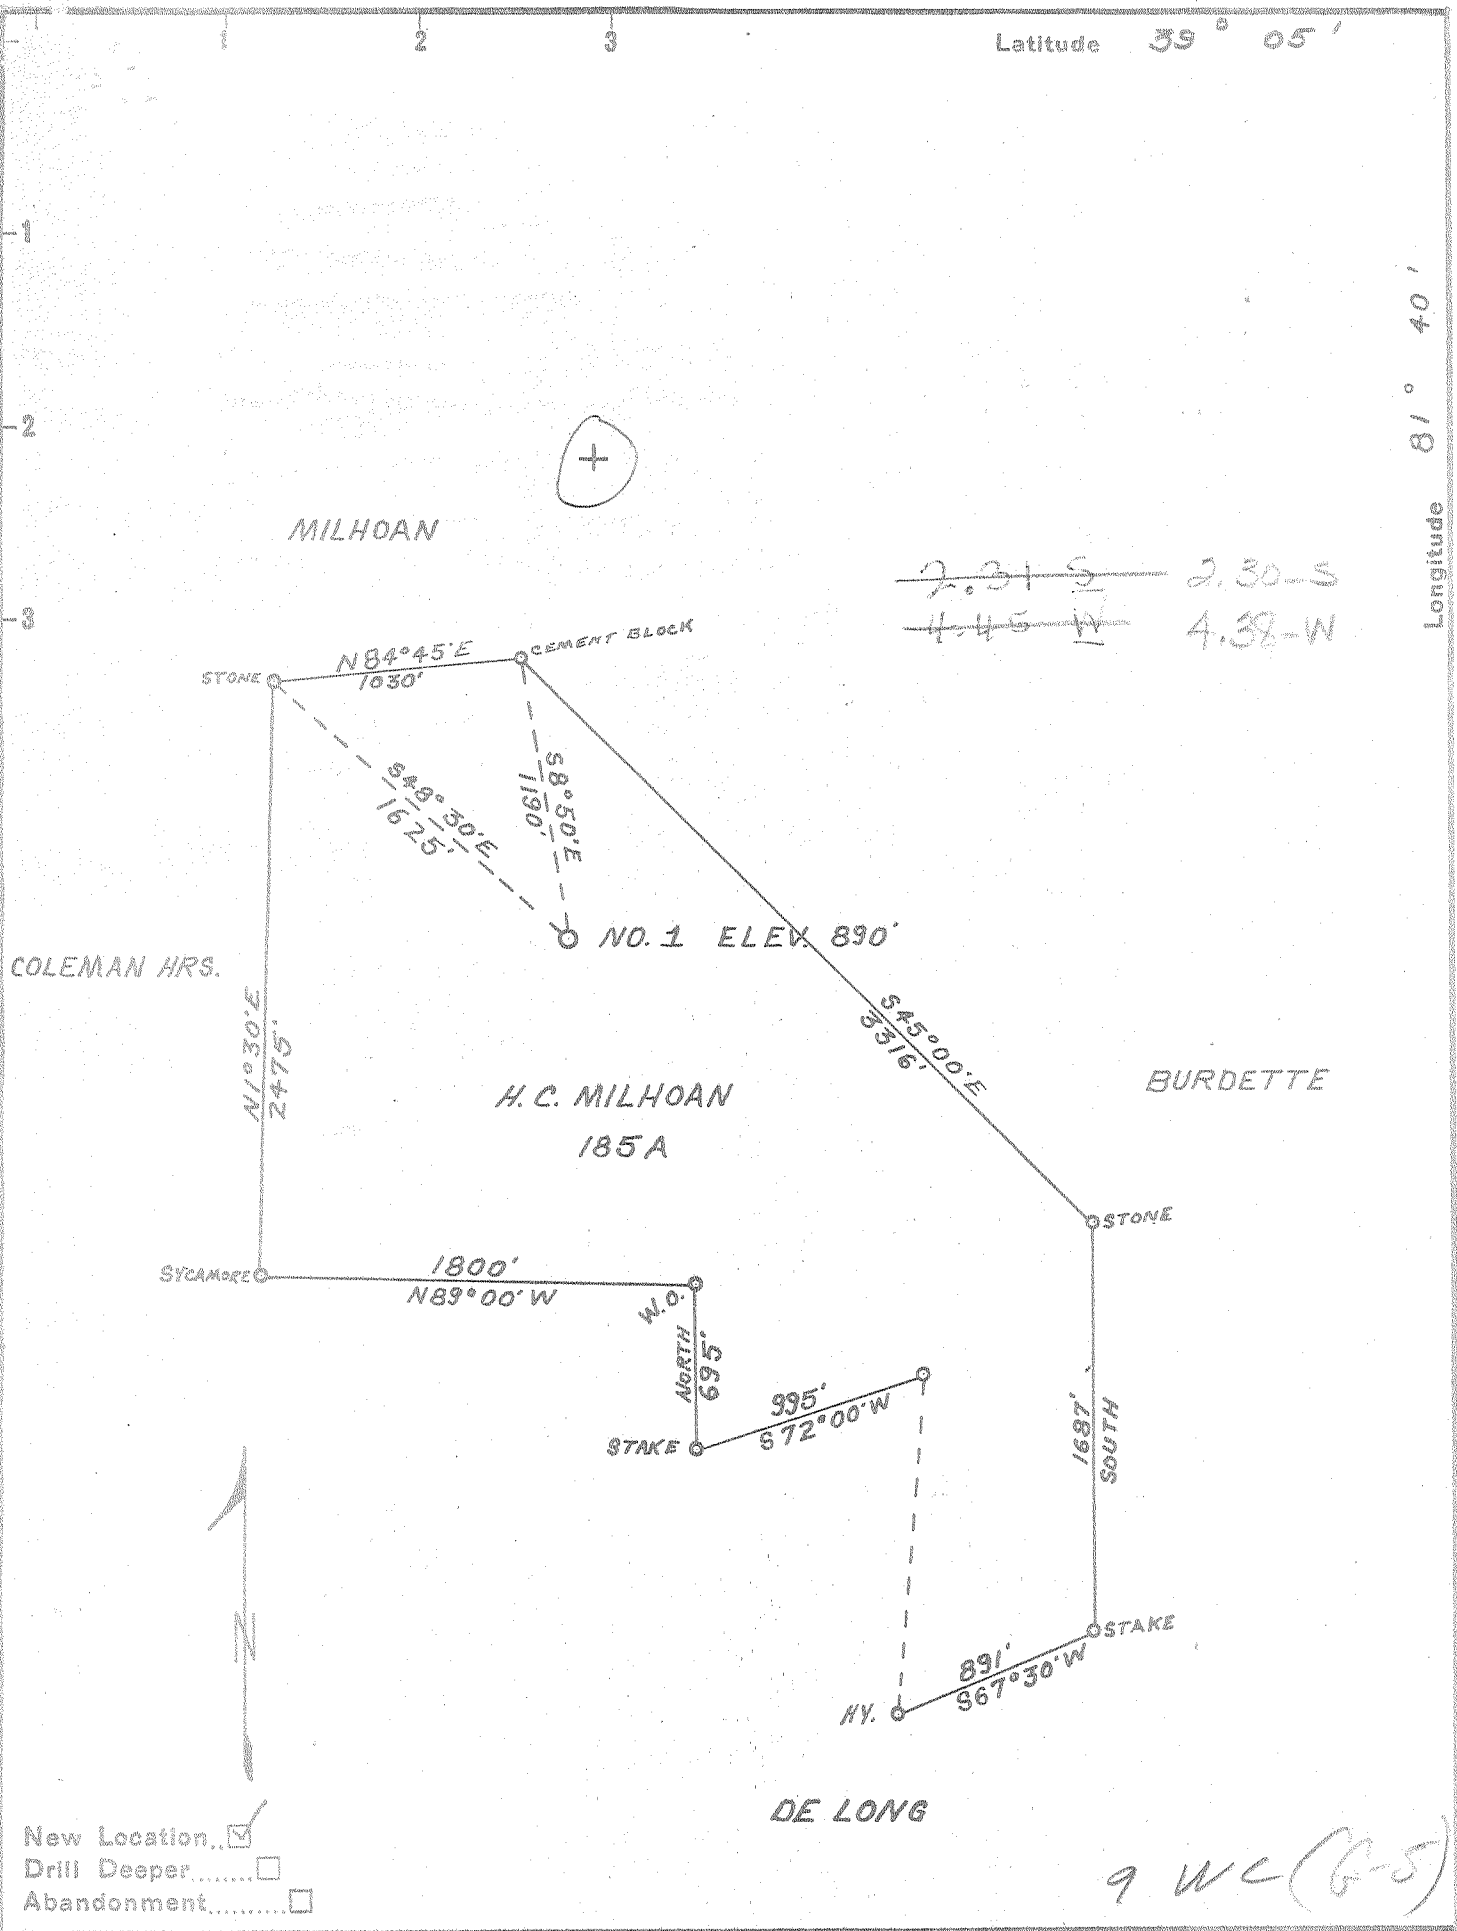 1 2 3 Latitude 39° 05'
1
2
3
Longitude 81° 40'
MILHOAN
2.31 S 2.30-S
4.45 W 4.38-W
STONE
N84°45'E
1030'
CEMENT BLOCK
S48°30'E
1625'
S8°50'E
1190'
NO. 1 ELEV. 890'
COLEMAN HRS.
N1°30'E
2475'
S45°00'E
3316'
BURDETTE
H. C. MILHOAN
185A
STONE
SYCAMORE
1800'
N89°00'W
W.O.
NORTH
695'
995'
S72°00'W
STAKE
1687'
SOUTH
N
STAKE
891'
S67°30'W
HY.
DE LONG
New Location..
Drill Deeper........
Abandonment..........
9 WC (G-5)